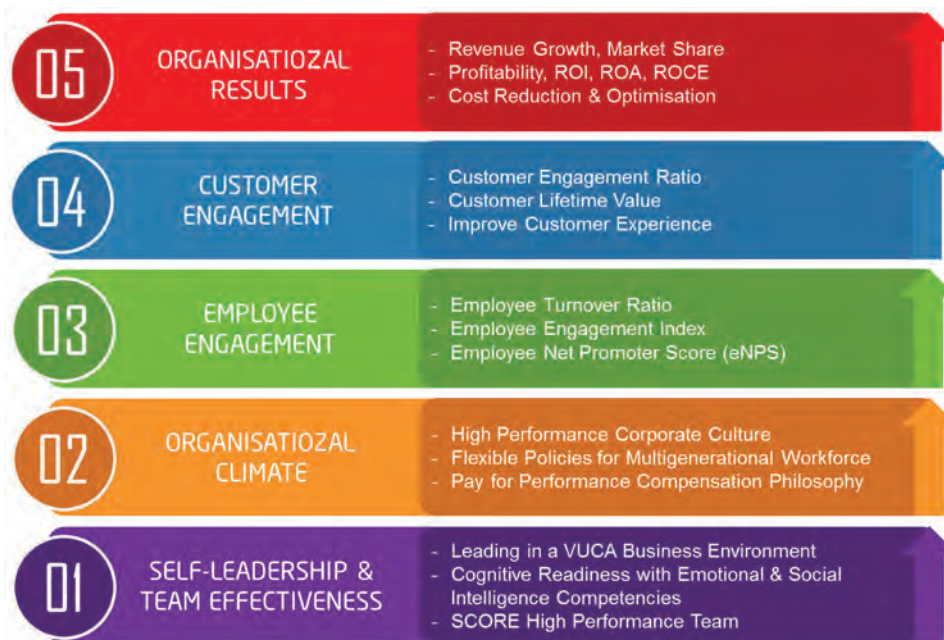 05
ORGANISATIOZAL
RESULTS
- Revenue Growth, Market Share
- Profitability, ROI, ROA, ROCE
- Cost Reduction & Optimisation
04
CUSTOMER
ENGAGEMENT
- Customer Engagement Ratio
- Customer Lifetime Value
- Improve Customer Experience
03
EMPLOYEE
ENGAGEMENT
- Employee Turnover Ratio
- Employee Engagement Index
- Employee Net Promoter Score (eNPS)
02
ORGANISATIOZAL
CLIMATE
- High Performance Corporate Culture
- Flexible Policies for Multigenerational Workforce
- Pay for Performance Compensation Philosophy
01
SELF-LEADERSHIP &
TEAM EFFECTIVENESS
- Leading in a VUCA Business Environment
- Cognitive Readiness with Emotional & Social
Intelligence Competencies
- SCORE High Performance Team